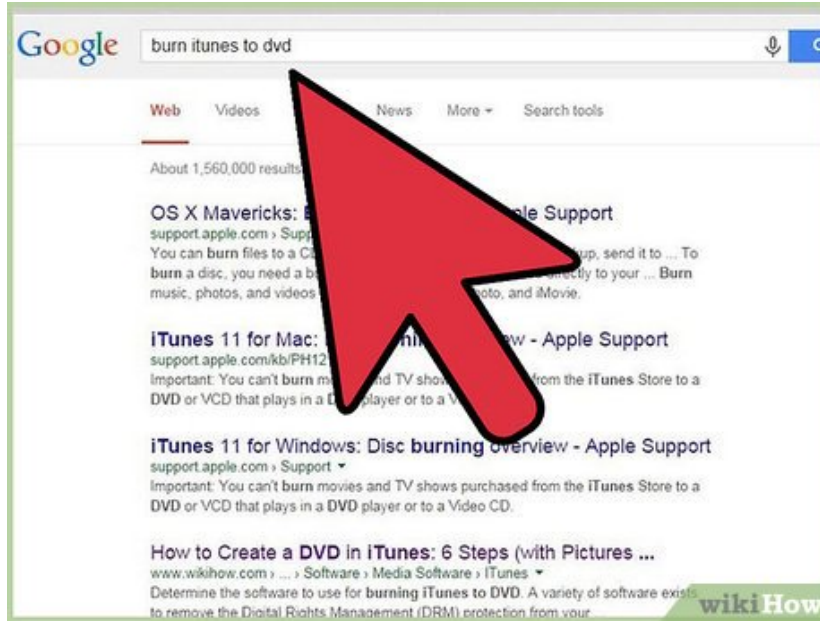 Google burn itunes to dvd
Web Videos News More Search tools
About 1,560,000 results
OS X Mavericks: Support
support.apple.com ›
You can burn files to a up, send it to ... To
burn a disc, you need a directly to your ... Burn
music, photos, and videos and iMovie.
iTunes 11 for Mac: - Apple Support
support.apple.com/kb/PH12
Important: You can't burn and TV from the iTunes Store to a
DVD or VCD that plays in a player or to a
iTunes 11 for Windows: Disc burning overview - Apple Support
support.apple.com › Support
Important: You can't burn movies and TV shows purchased from the iTunes Store to a
DVD or VCD that plays in a DVD player or to a Video CD.
How to Create a DVD in iTunes: 6 Steps (with Pictures ...
www.wikihow.com › ... › Software › Media Software › ITunes
Determine the software to use for burning iTunes to DVD. A variety of software exists
to remove the Digital Rights Management (DRM) protection from your
wikiHow